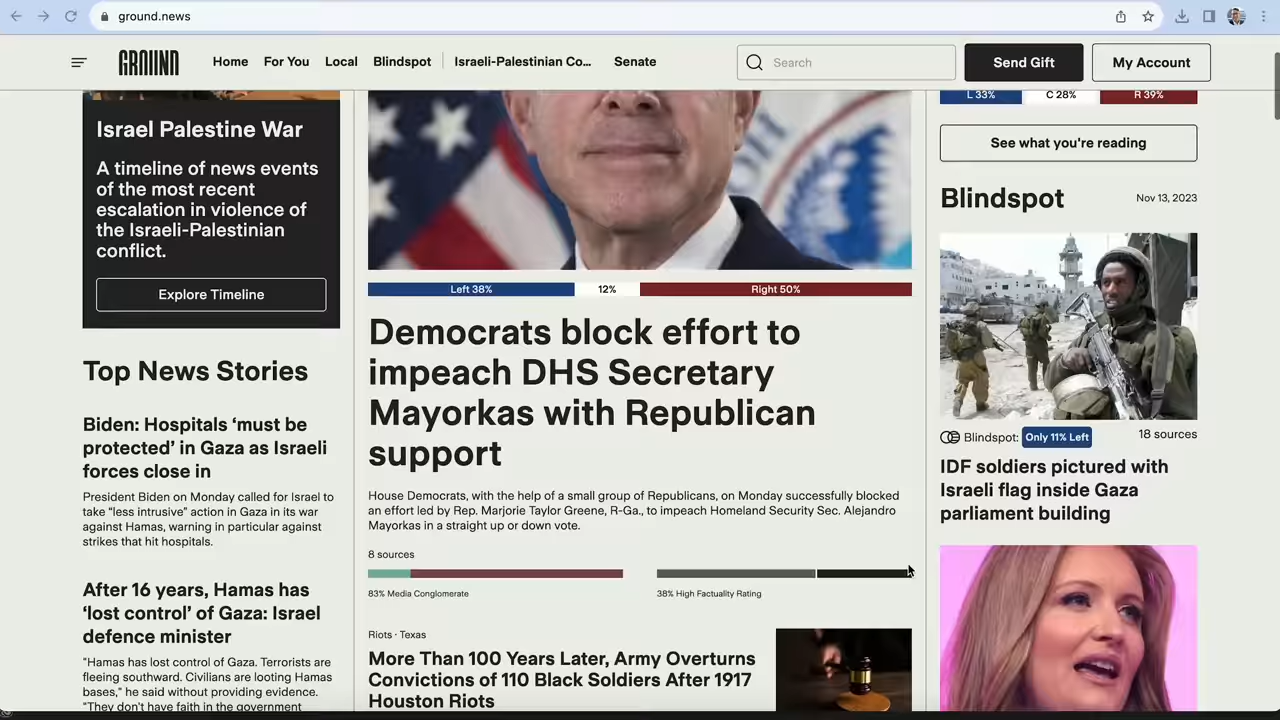 ground.news
GROUND
Home
For You
Local
Blindspot
Israeli-Palestinian Co...
Senate
Search
Send Gift
My Account
Israel Palestine War
A timeline of news events
of the most recent
escalation in violence of
the Israeli-Palestinian
conflict.
Explore Timeline
Top News Stories
Biden: Hospitals ‘must be
protected’ in Gaza as Israeli
forces close in
President Biden on Monday called for Israel to
take “less intrusive” action in Gaza in its war
against Hamas, warning in particular against
strikes that hit hospitals.
After 16 years, Hamas has
‘lost control’ of Gaza: Israel
defence minister
"Hamas has lost control of Gaza. Terrorists are
fleeing southward. Civilians are looting Hamas
bases," he said without providing evidence.
"They don't have faith in the government
Left 38%
12%
Right 50%
Democrats block effort to
impeach DHS Secretary
Mayorkas with Republican
support
House Democrats, with the help of a small group of Republicans, on Monday successfully blocked
an effort led by Rep. Marjorie Taylor Greene, R-Ga., to impeach Homeland Security Sec. Alejandro
Mayorkas in a straight up or down vote.
8 sources
83% Media Conglomerate
38% High Factuality Rating
Riots · Texas
More Than 100 Years Later, Army Overturns
Convictions of 110 Black Soldiers After 1917
Houston Riots
L 33%
C 28%
R 39%
See what you're reading
Blindspot
Nov 13, 2023
Blindspot:
Only 11% Left
18 sources
IDF soldiers pictured with
Israeli flag inside Gaza
parliament building